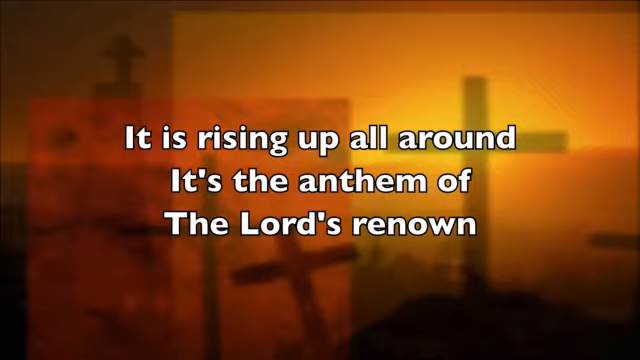 It is rising up all around
It's the anthem of
The Lord's renown